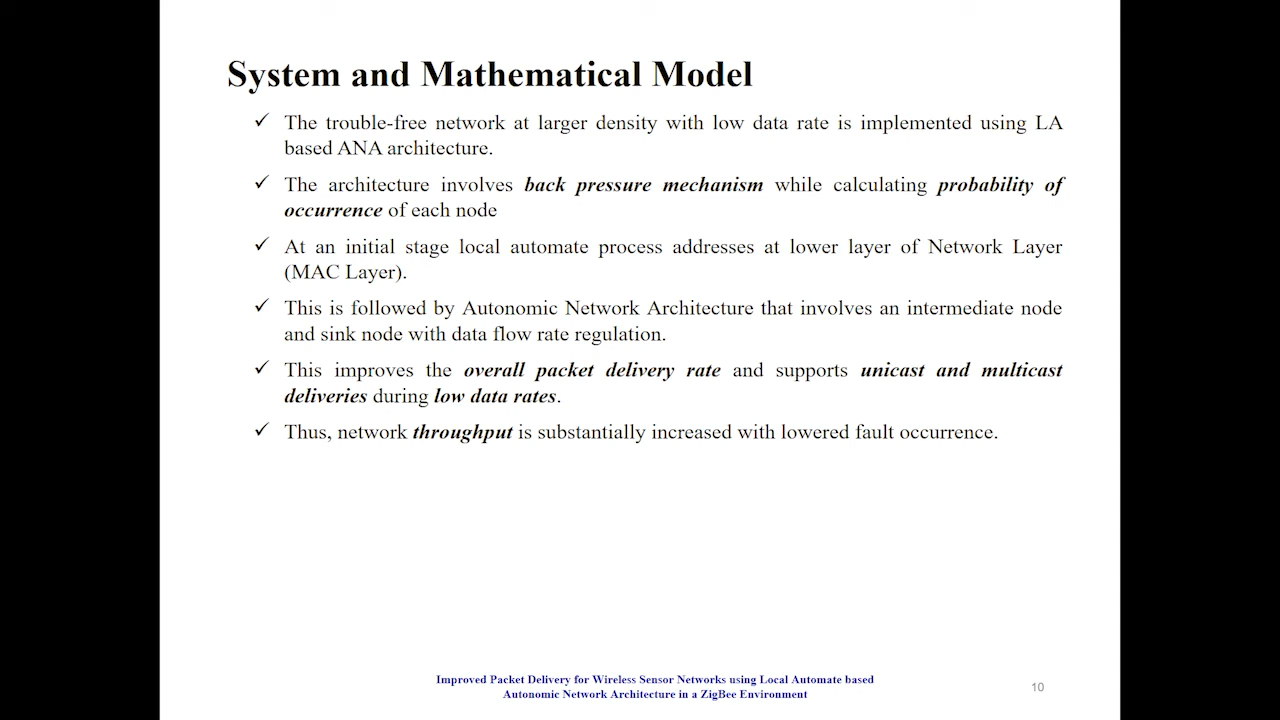 System and Mathematical Model
✓ The trouble-free network at larger density with low data rate is implemented using LA
based ANA architecture.
✓ The architecture involves back pressure mechanism while calculating probability of
occurrence of each node
✓ At an initial stage local automate process addresses at lower layer of Network Layer
(MAC Layer).
✓ This is followed by Autonomic Network Architecture that involves an intermediate node
and sink node with data flow rate regulation.
✓ This improves the overall packet delivery rate and supports unicast and multicast
deliveries during low data rates.
✓ Thus, network throughput is substantially increased with lowered fault occurrence.
Improved Packet Delivery for Wireless Sensor Networks using Local Automate based
Autonomic Network Architecture in a ZigBee Environment
10